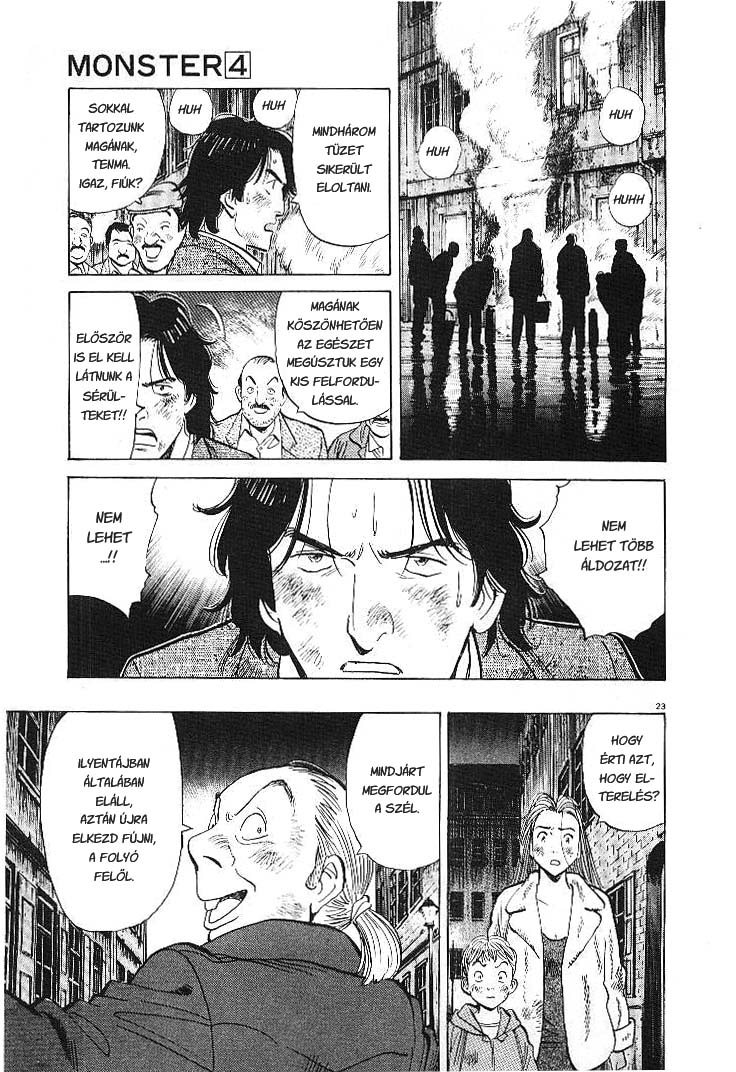 MONSTER 4
HUH
HUH
HUHH
MINDHÁROM
TÜZET
SIKERÜLT
ELOLTANI.
HUH
HUH
SOKKAL
TARTOZUNK
MAGÁNAK,
TENMA.
IGAZ, FIÚK?
MAGÁNAK
KÖSZÖNHETŐEN
AZ EGÉSZET
MEGÚSZTUK EGY
KIS FELFORDU-
LÁSSAL.
ELŐSZÖR
IS EL KELL
LÁTNUNK A
SÉRÜL-
TEKET!!
NEM
LEHET TÖBB
ÁLDOZAT!!
NEM
LEHET
...!!
23
HOGY
ÉRTI AZT,
HOGY EL-
TERELÉS?
MINDJÁRT
MEGFORDUL
A SZÉL.
ILYENTÁJBAN
ÁLTALÁBAN
ELÁLL,
AZTÁN ÚJRA
ELKEZD FÚJNI,
A FOLYÓ
FELŐL.